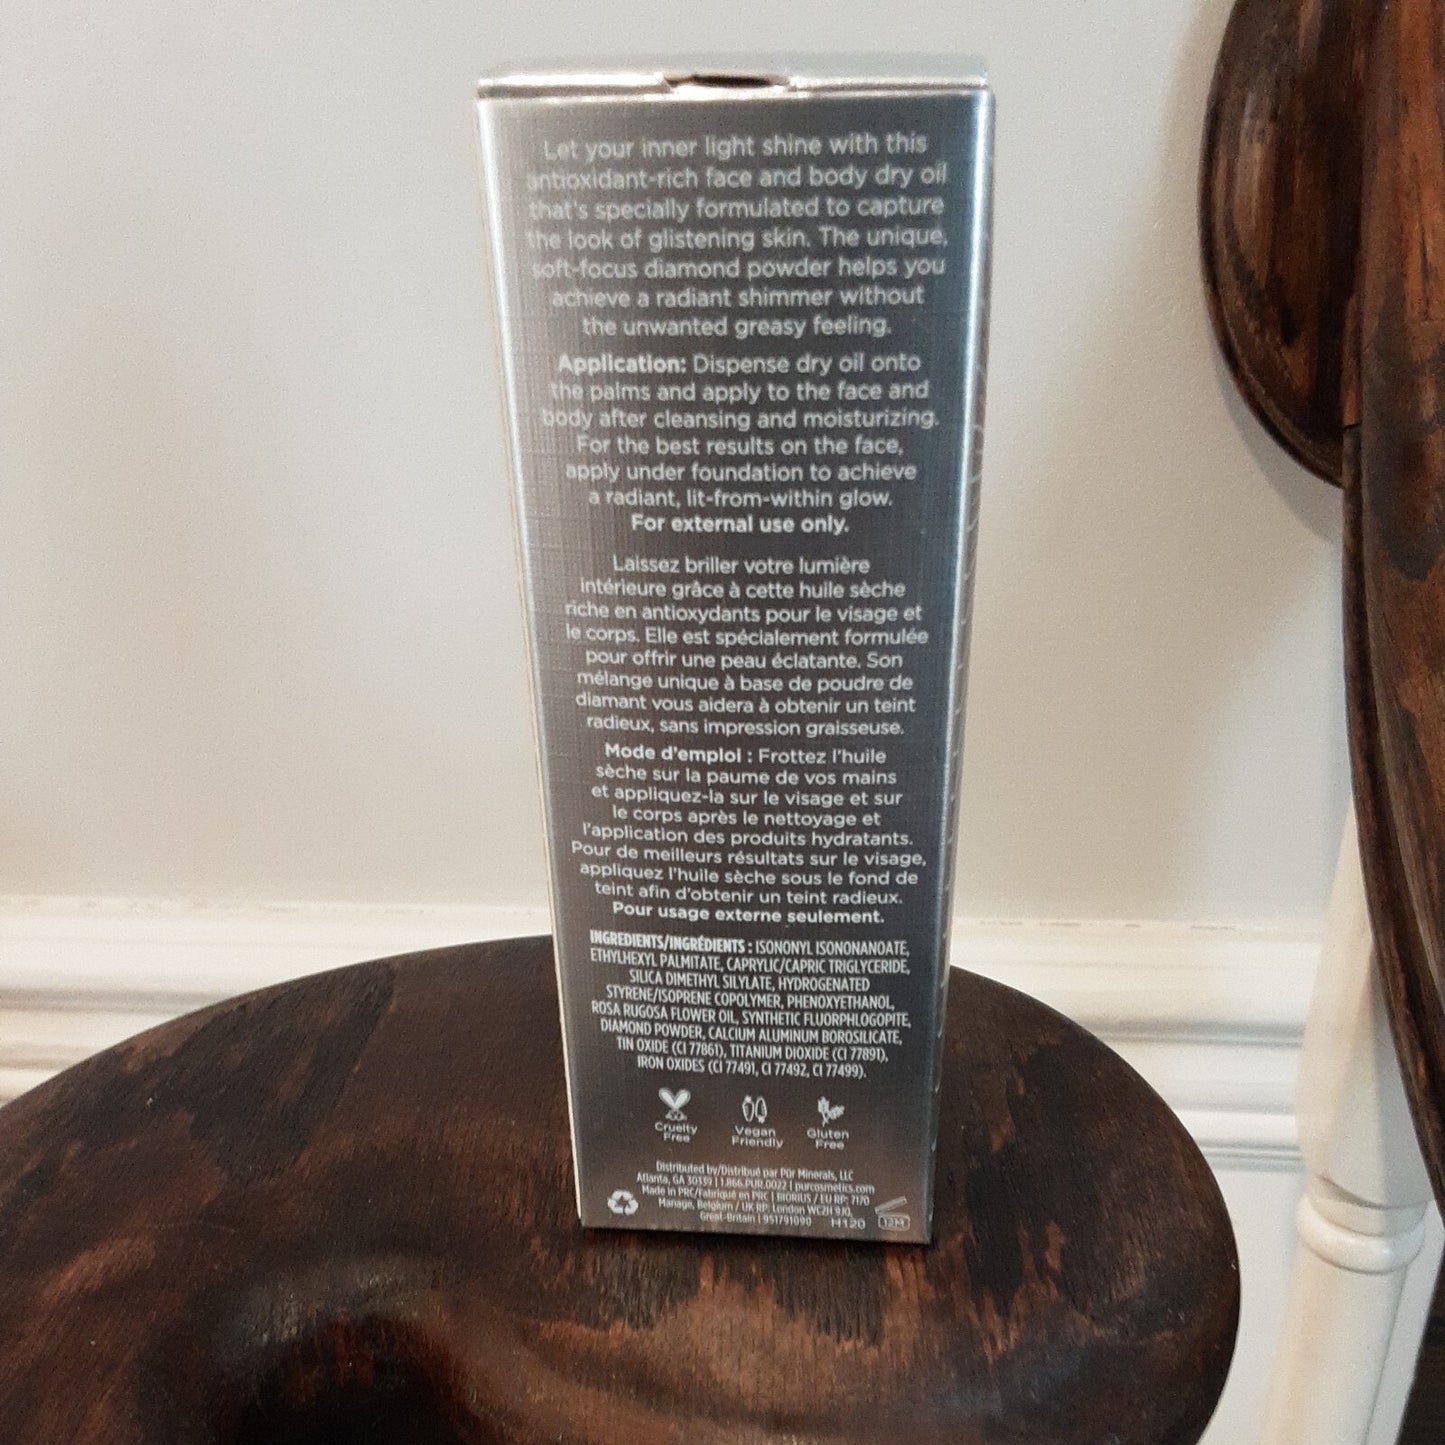 Let your inner light shine with this
antioxidant-rich face and body dry oil
that's specially formulated to capture
the look of glistening skin. The unique,
soft-focus diamond powder helps you
achieve a radiant shimmer without
the unwanted greasy feeling.
Application: Dispense dry oil onto
the palms and apply to the face and
body after cleansing and moisturizing.
For the best results on the face,
apply under foundation to achieve
a radiant, lit-from-within glow.
For external use only.
Laissez briller votre lumière
intérieure grâce à cette huile sèche
riche en antioxydants pour le visage et
le corps. Elle est spécialement formulée
pour offrir une peau éclatante. Son
mélange unique à base de poudre de
diamant vous aidera à obtenir un teint
radieux, sans impression graisseuse.
Mode d'emploi : Frottez l'huile
sèche sur la paume de vos mains
et appliquez-la sur le visage et sur
le corps après le nettoyage et
l'application des produits hydratants.
Pour de meilleurs résultats sur le visage,
appliquez l'huile sèche sous le fond de
teint afin d'obtenir un teint radieux.
Pour usage externe seulement.
INGREDIENTS/INGRÉDIENTS : ISONONYL ISONONANOATE,
ETHYLHEXYL PALMITATE, CAPRYLIC/CAPRIC TRIGLYCERIDE,
SILICA DIMETHYL SILYLATE, HYDROGENATED
STYRENE/ISOPRENE COPOLYMER, PHENOXYETHANOL,
ROSA RUGOSA FLOWER OIL, SYNTHETIC FLUORPHLOGOPITE,
DIAMOND POWDER, CALCIUM ALUMINUM BOROSILICATE,
TIN OXIDE (CI 77861), TITANIUM DIOXIDE (CI 77891),
IRON OXIDES (CI 77491, CI 77492, CI 77499).
Cruelty Free
Vegan Friendly
Gluten Free
Distributed by/Distribué par Pür Minerals, LLC
Atlanta, GA 30339 | 1.866.PUR.0022 | purcosmetics.com
Made in PRC/Fabriqué en PRC | BIORIUS / EU RP: 7170
Manage, Belgium / UK RP: London WC2H 9JQ,
Great-Britain | 951791090
H120
12M